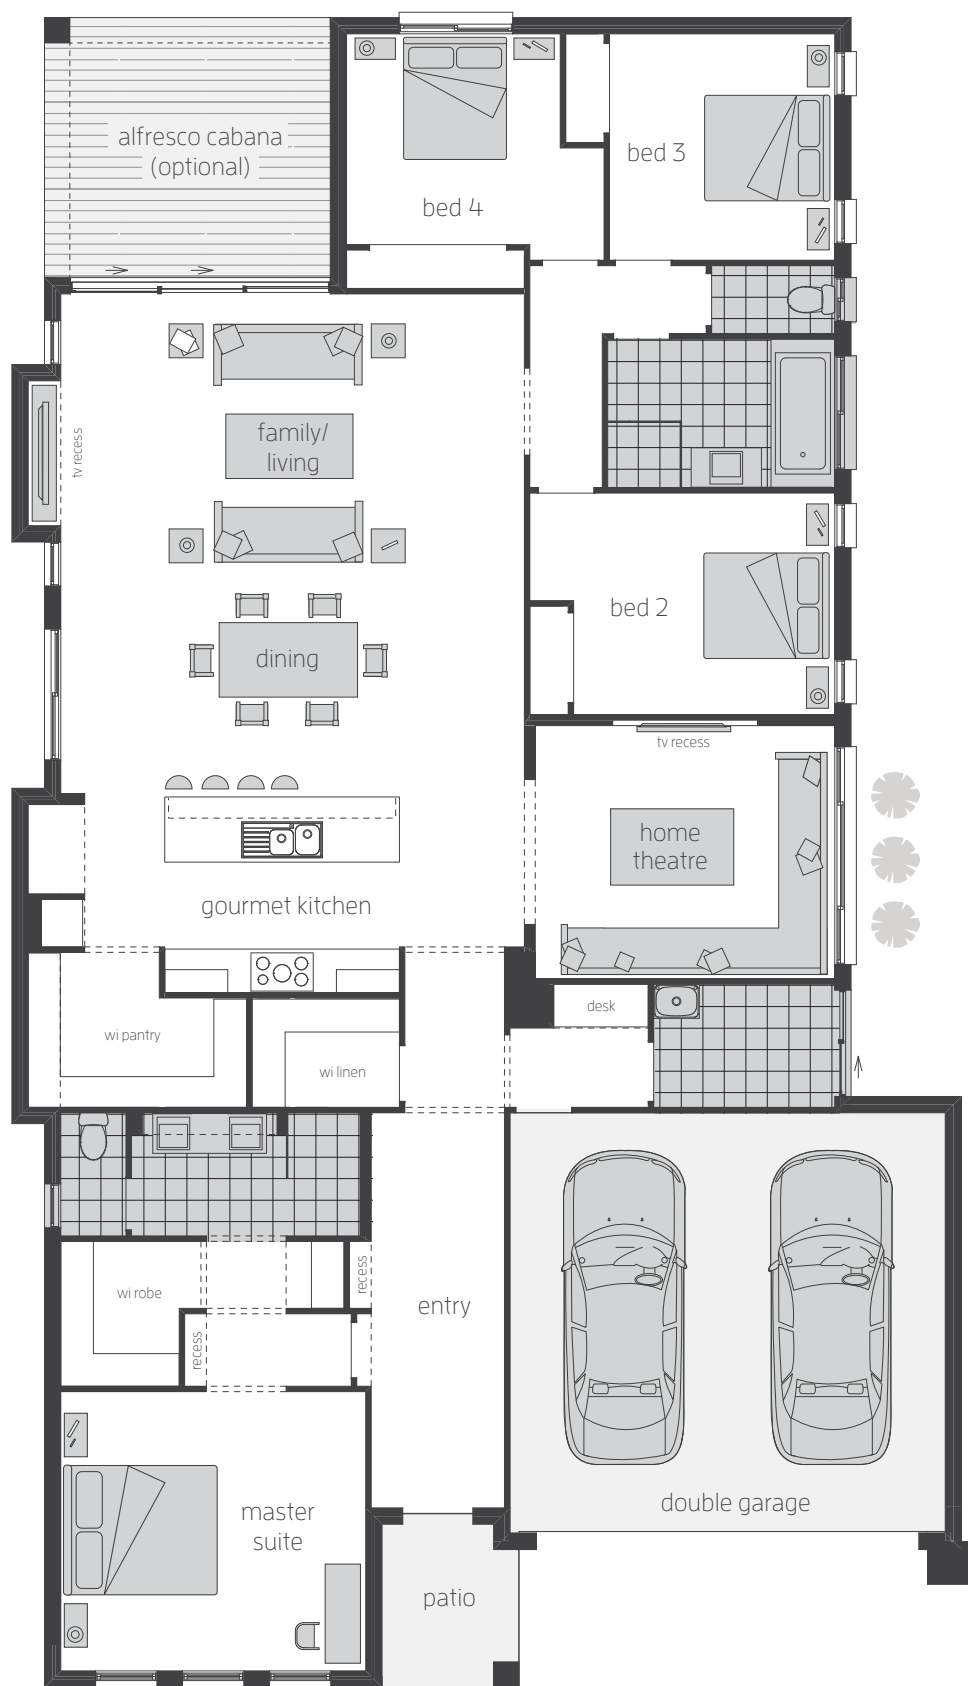 alfresco cabana
(optional)
bed 3
bed 4
family/
living
tv recess
bed 2
dining
tv recess
home
theatre
gourmet kitchen
desk
wi pantry
wi linen
wi robe
recess
entry
recess
double garage
master
suite
patio